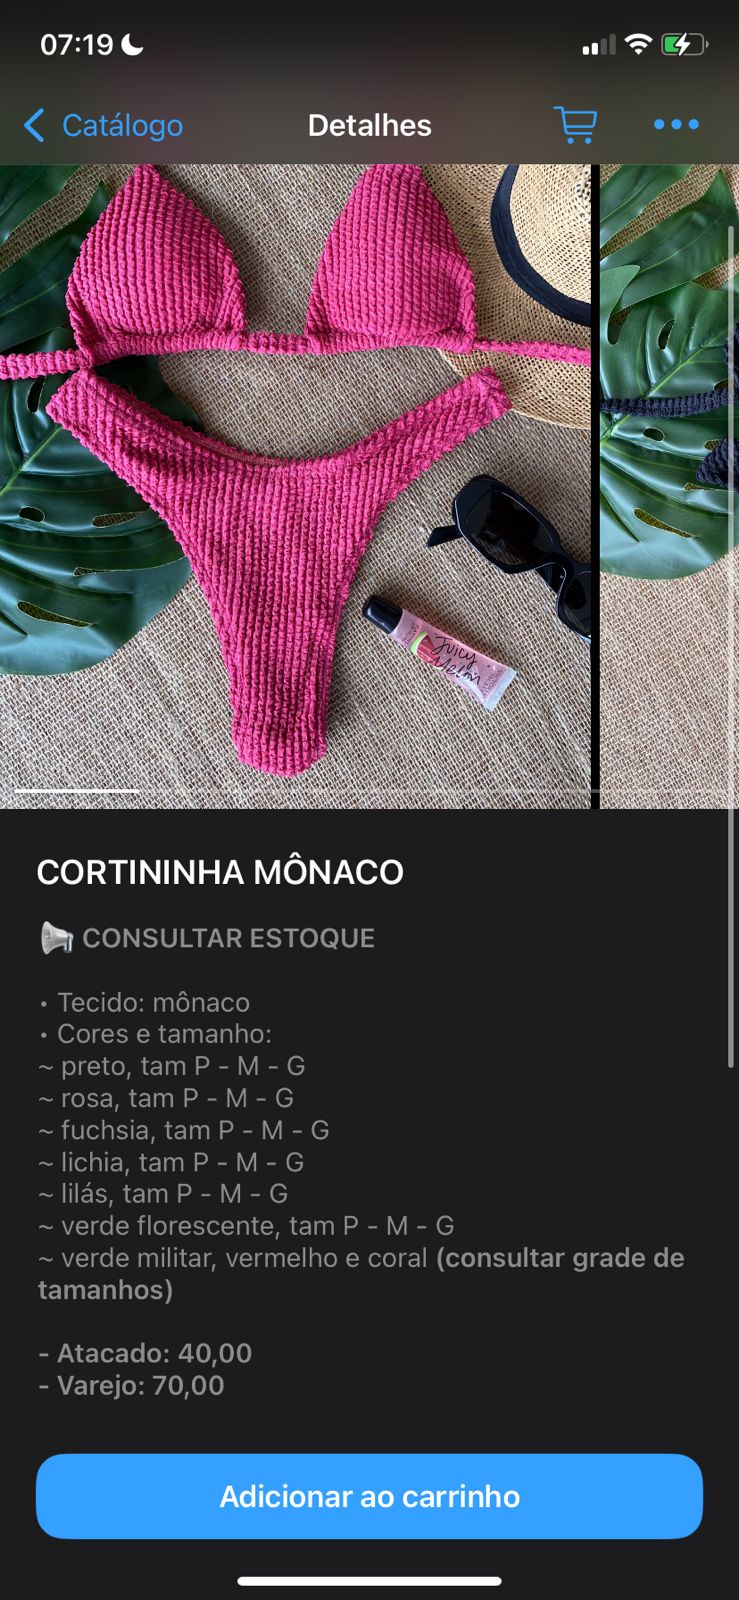 07:19
Catálogo
Detalhes
Juicy
Melon
CORTININHA MÔNACO
CONSULTAR ESTOQUE
• Tecido: mônaco
• Cores e tamanho:
~ preto, tam P - M - G
~ rosa, tam P - M - G
~ fuchsia, tam P - M - G
~ lichia, tam P - M - G
~ lilás, tam P - M - G
~ verde florescente, tam P - M - G
~ verde militar, vermelho e coral (consultar grade de
tamanhos)
- Atacado: 40,00
- Varejo: 70,00
Adicionar ao carrinho